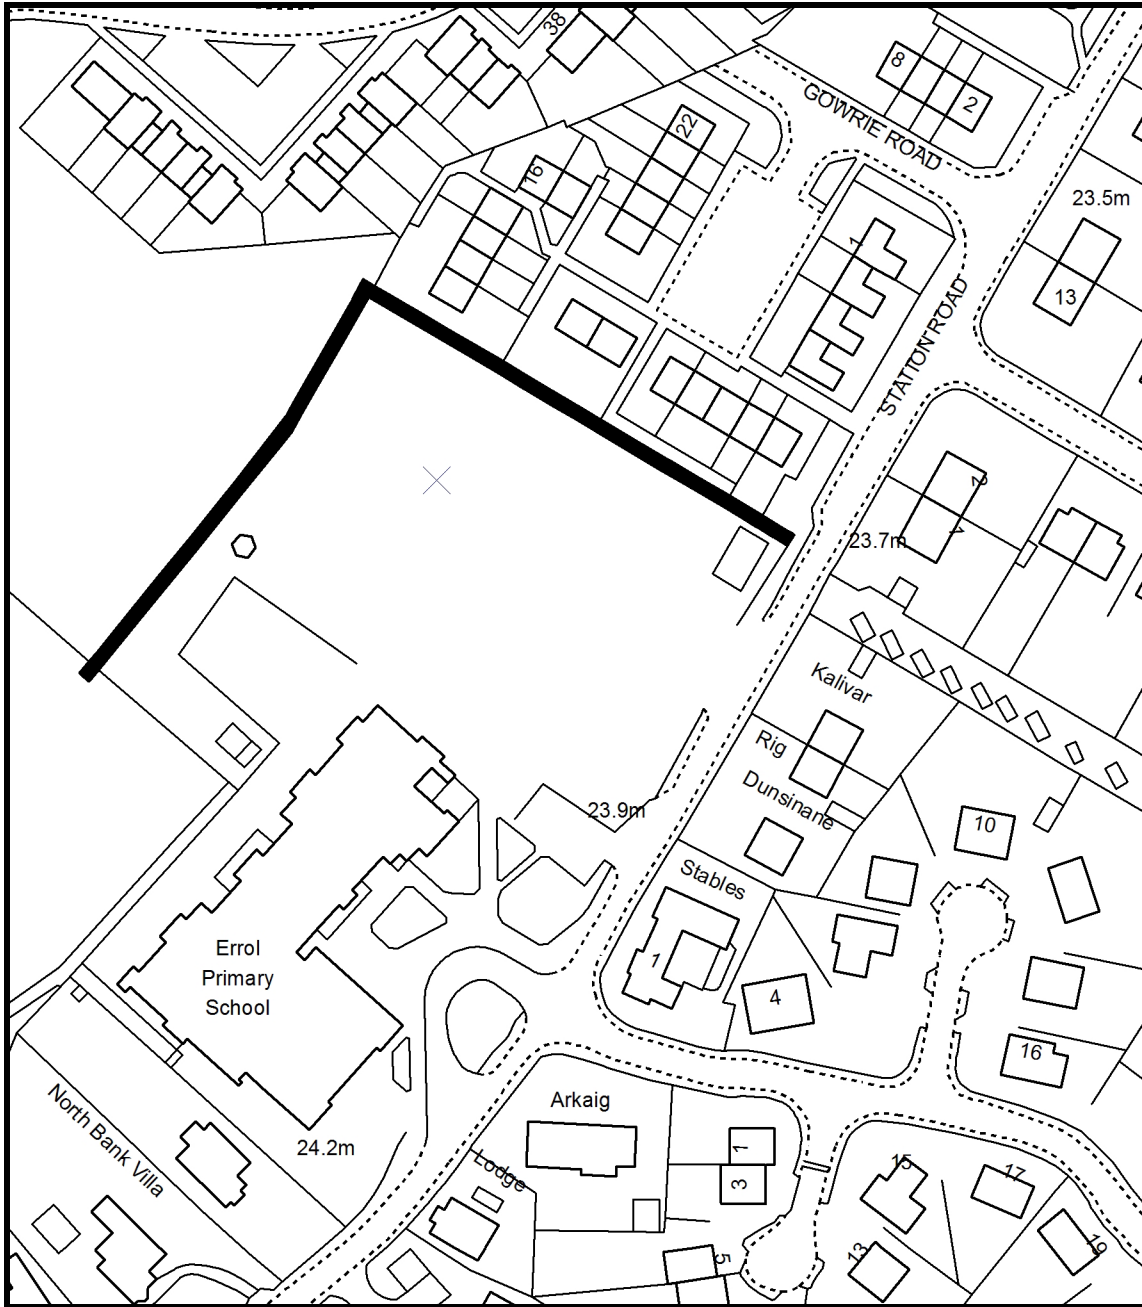 38
8
2
GOWRIE ROAD
22
16
23.5m
1
13
STATION ROAD
2
7
23.7m
Kalivar
Rig
Dunsinane
23.9m
10
Stables
1
4
Errol
Primary
School
16
North Bank Villa
24.2m
Lodge
Arkaig
1
3
5
15
17
13
19